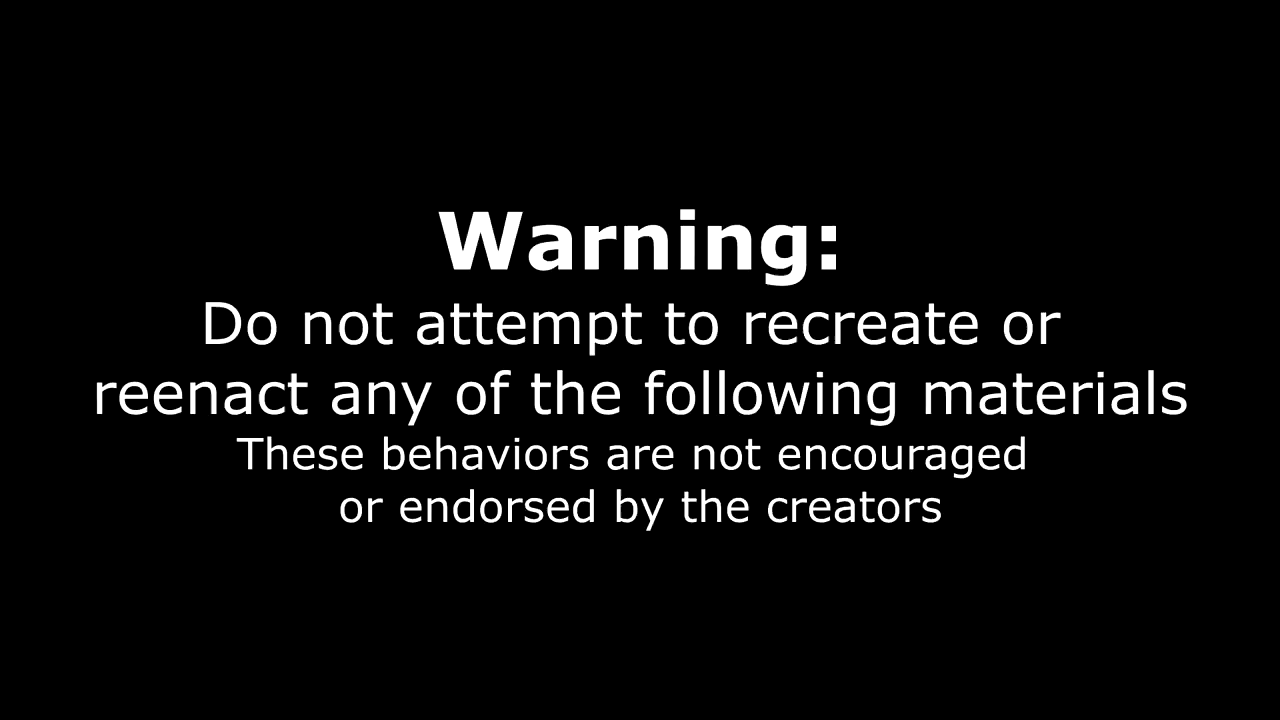 Warning:
Do not attempt to recreate or
reenact any of the following materials
These behaviors are not encouraged
or endorsed by the creators